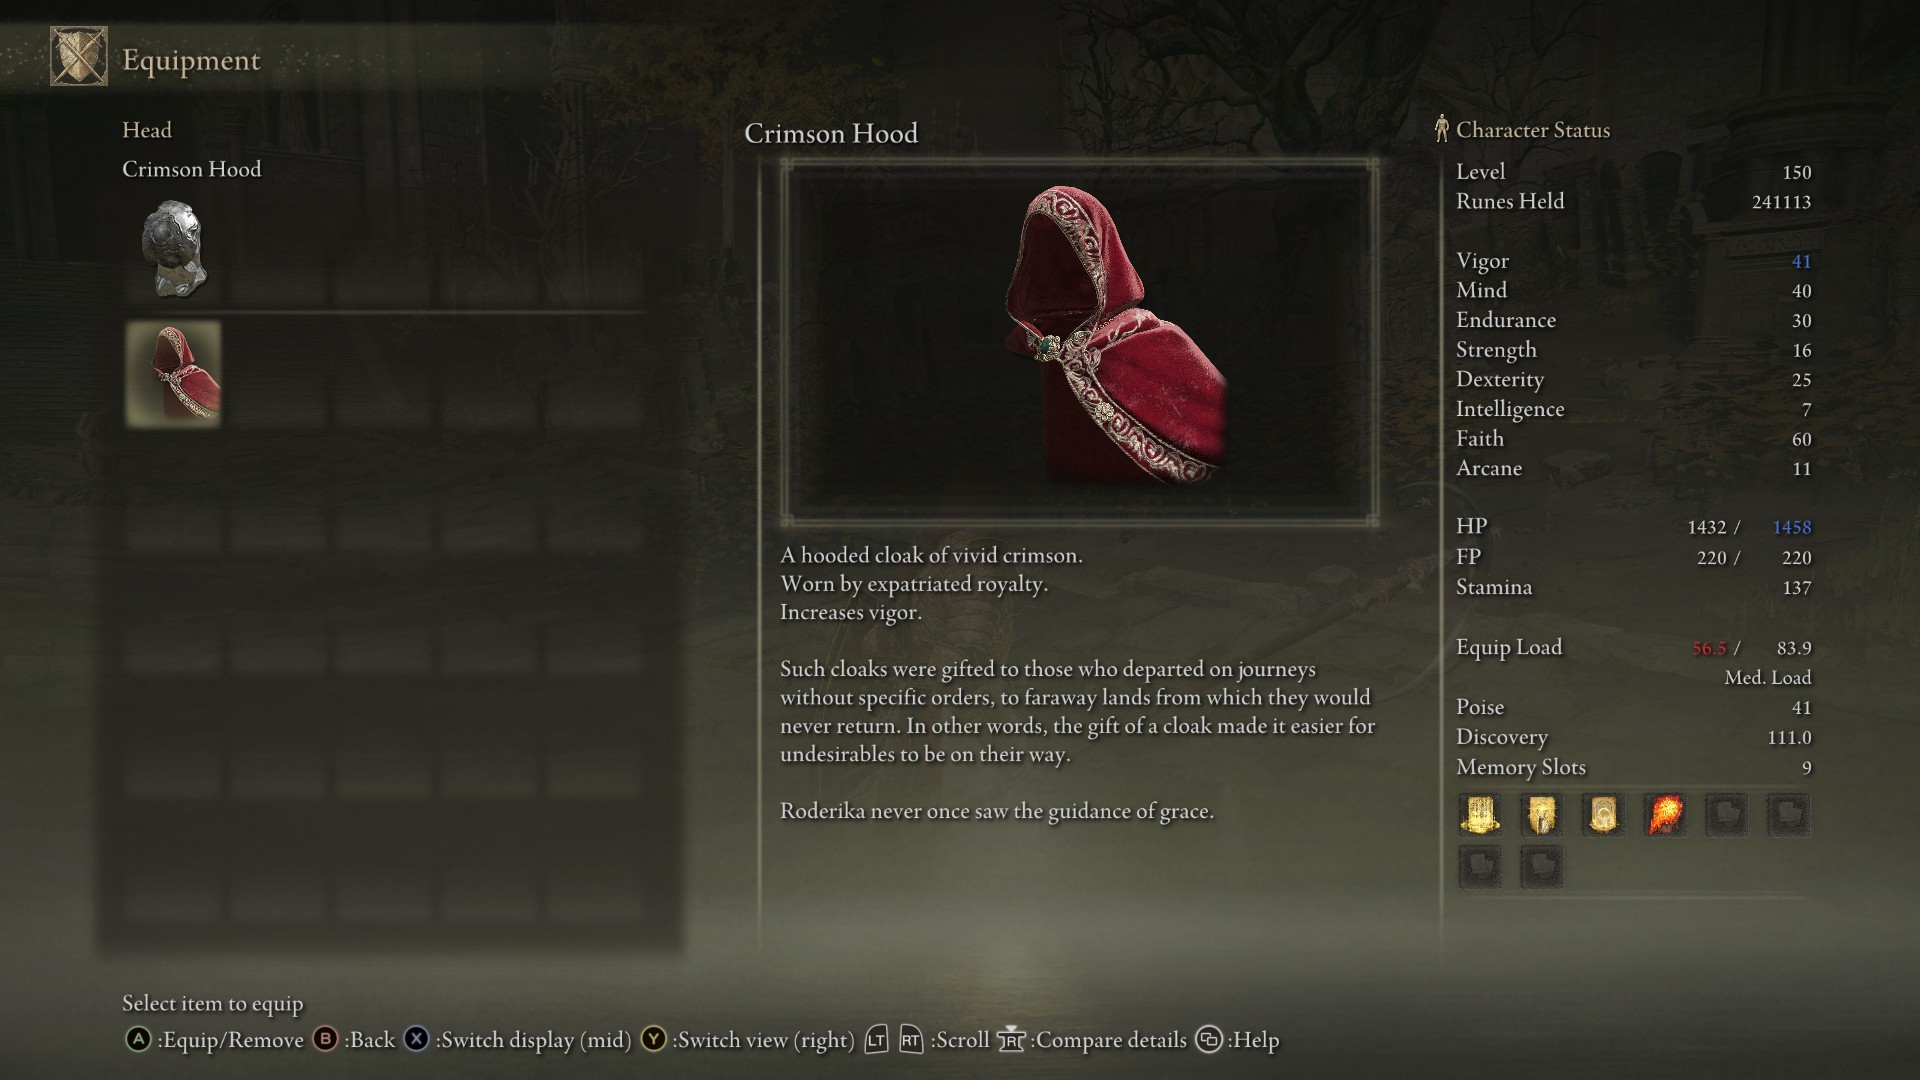 Equipment
Head
Crimson Hood
Crimson Hood
A hooded cloak of vivid crimson.
Worn by expatriated royalty.
Increases vigor.
Such cloaks were gifted to those who departed on journeys
without specific orders, to faraway lands from which they would
never return. In other words, the gift of a cloak made it easier for
undesirables to be on their way.
Roderika never once saw the guidance of grace.
Character Status
Level 150
Runes Held 241113
Vigor 41
Mind 40
Endurance 30
Strength 16
Dexterity 25
Intelligence 7
Faith 60
Arcane 11
HP 1432 / 1458
FP 220 / 220
Stamina 137
Equip Load 56.5 / 83.9
Med. Load
Poise 41
Discovery 111.0
Memory Slots 9
Select item to equip
A :Equip/Remove B :Back X :Switch display (mid) Y :Switch view (right) LT RT :Scroll R :Compare details :Help